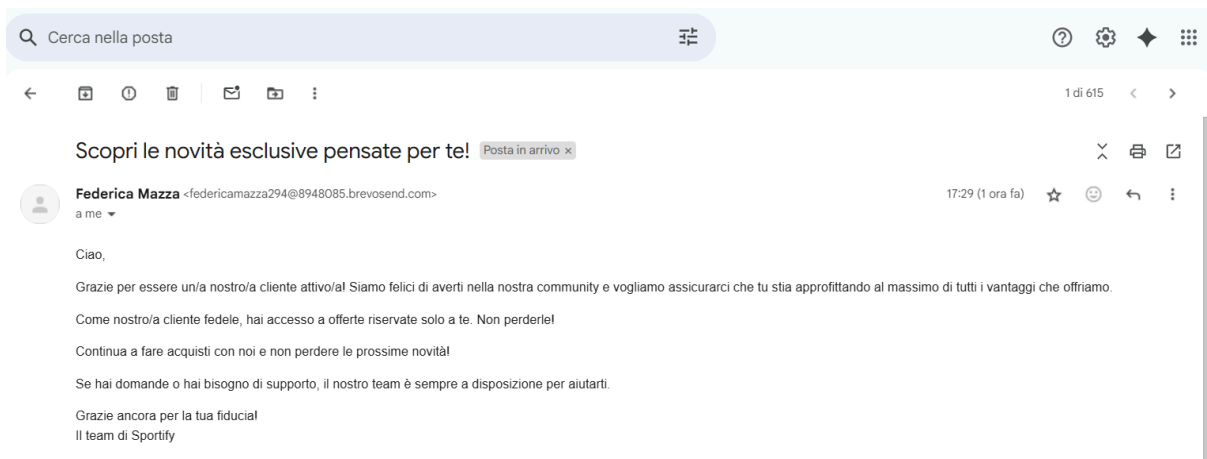 Cerca nella posta
1 di 615
Scopri le novità esclusive pensate per te! Posta in arrivo ×
Federica Mazza <federicamazza294@8948085.brevosend.com> 17:29 (1 ora fa)
a me
Ciao,
Grazie per essere un/a nostro/a cliente attivo/a! Siamo felici di averti nella nostra community e vogliamo assicurarci che tu stia approfittando al massimo di tutti i vantaggi che offriamo.
Come nostro/a cliente fedele, hai accesso a offerte riservate solo a te. Non perderle!
Continua a fare acquisti con noi e non perdere le prossime novità!
Se hai domande o hai bisogno di supporto, il nostro team è sempre a disposizione per aiutarti.
Grazie ancora per la tua fiducia!
Il team di Sportify